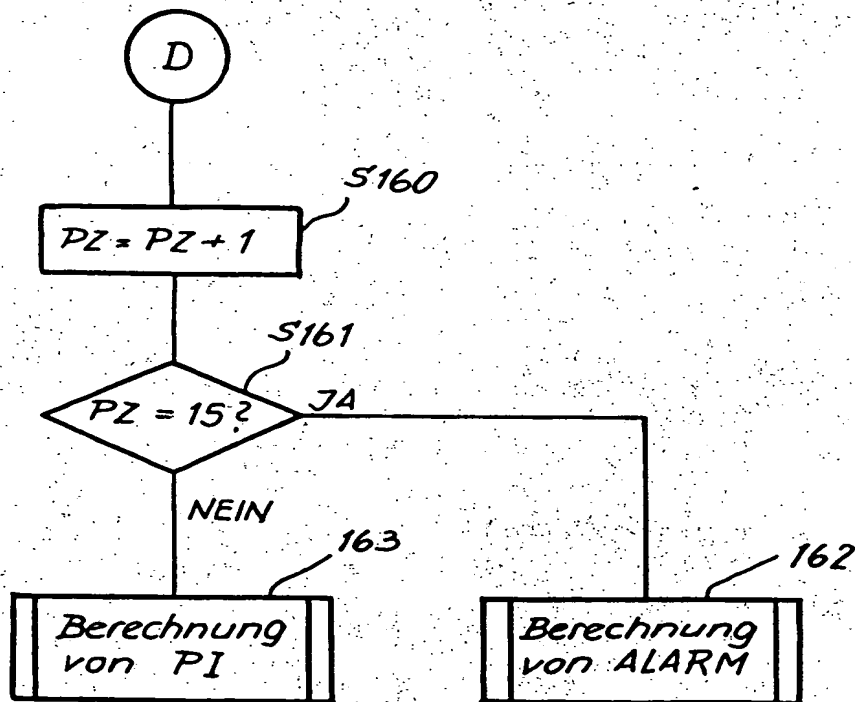 D
S160
PZ = PZ + 1
S161
PZ = 15?
JA
NEIN
163
162
Berechnung
von PI
Berechnung
von ALARM